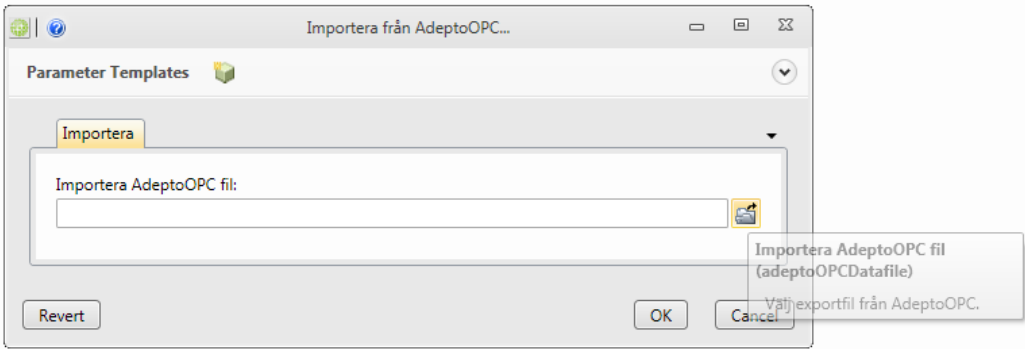 Importera från AdeptoOPC...
Parameter Templates
Importera
Importera AdeptoOPC fil:
Importera AdeptoOPC fil
(adeptoOPCDatafile)
Välj exportfil från AdeptoOPC.
Revert
OK
Cancel